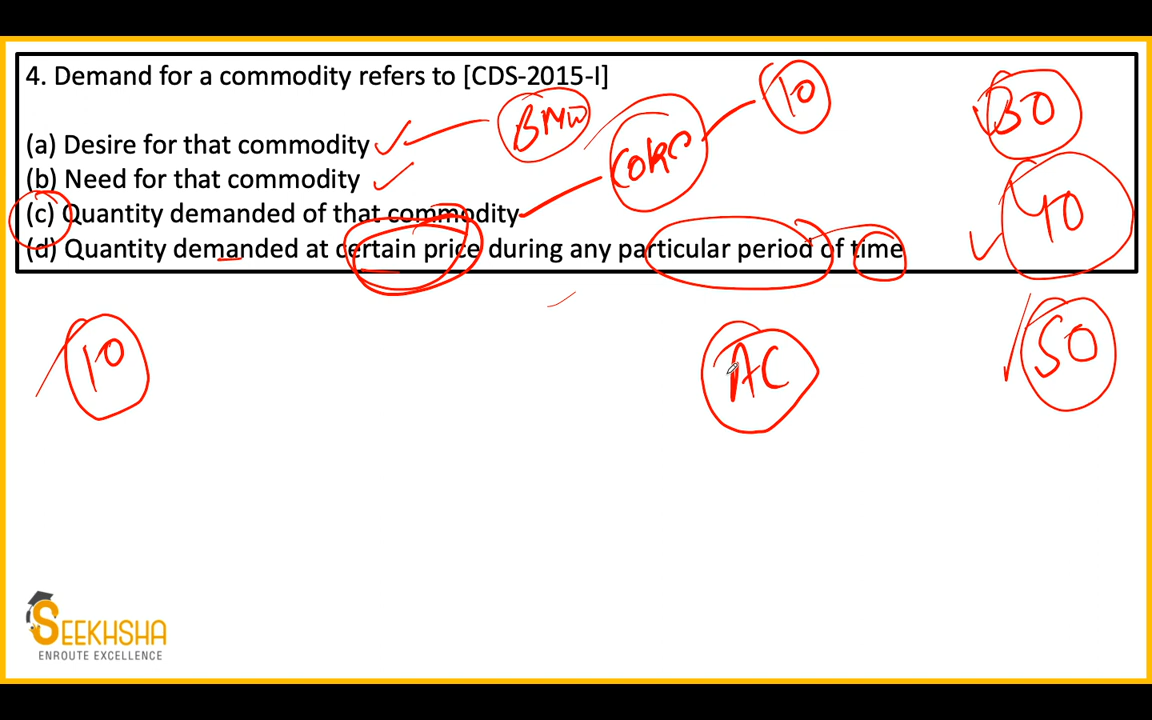 4. Demand for a commodity refers to [CDS-2015-I]
(a) Desire for that commodity
(b) Need for that commodity
(c) Quantity demanded of that commodity
(d) Quantity demanded at certain price during any particular period of time
BMW
10
30
40
50
10
AC
SEEKHSHA
ENROUTE EXCELLENCE